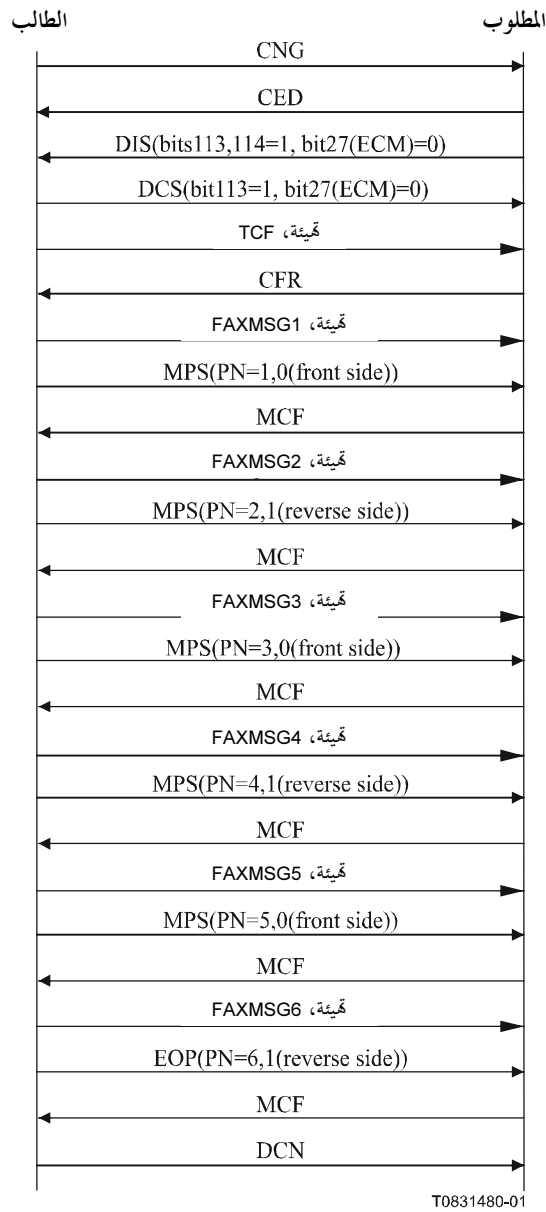 الطالب
المطلوب
CNG
CED
DIS(bits113,114=1, bit27(ECM)=0)
DCS(bit113=1, bit27(ECM)=0)
تهيئة، TCF
CFR
تهيئة، FAXMSG1
MPS(PN=1,0(front side))
MCF
تهيئة، FAXMSG2
MPS(PN=2,1(reverse side))
MCF
تهيئة، FAXMSG3
MPS(PN=3,0(front side))
MCF
تهيئة، FAXMSG4
MPS(PN=4,1(reverse side))
MCF
تهيئة، FAXMSG5
MPS(PN=5,0(front side))
MCF
تهيئة، FAXMSG6
EOP(PN=6,1(reverse side))
MCF
DCN
T0831480-01